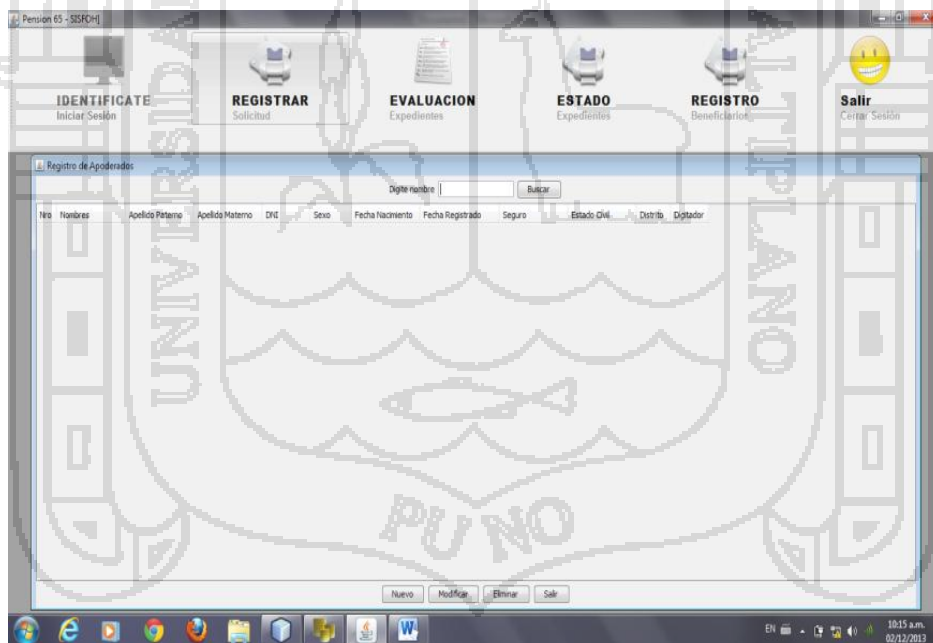 Pension 65 - SISFOH]
IDENTIFICATE
Iniciar Sesión
REGISTRAR
Solicitud
EVALUACION
Expedientes
ESTADO
Expedientes
REGISTRO
Beneficiarios
Salir
Cerrar Sesión
Registro de Apoderados
Digite nombre
Buscar
Nro Nombres Apellido Paterno Apellido Materno DNI Sexo Fecha Nacimiento Fecha Registrado Seguro Estado Civil Distrito Digitador
Nuevo Modificar Eliminar Salir
EN
10:15 a.m.
02/12/2013
UNIVERSIDAD
ALTIPLANO
PUNO